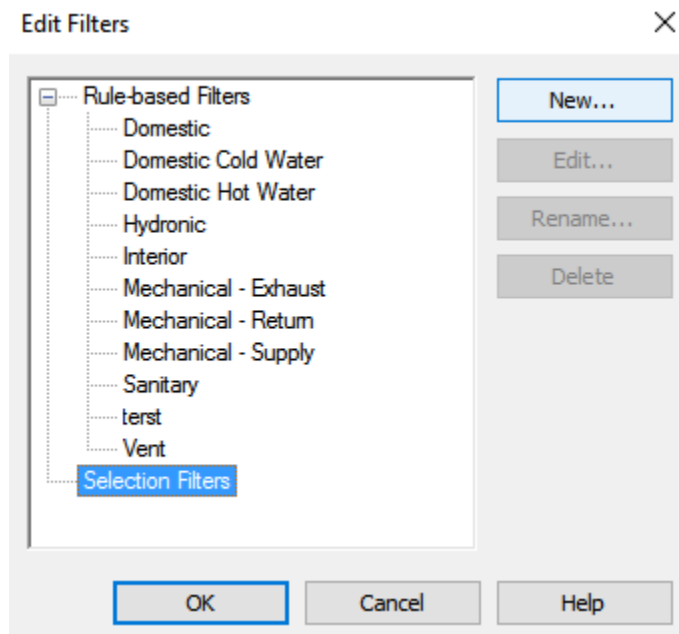 Edit Filters
Rule-based Filters
Domestic
Domestic Cold Water
Domestic Hot Water
Hydronic
Interior
Mechanical - Exhaust
Mechanical - Return
Mechanical - Supply
Sanitary
terst
Vent
Selection Filters
New...
Edit...
Rename...
Delete
OK
Cancel
Help